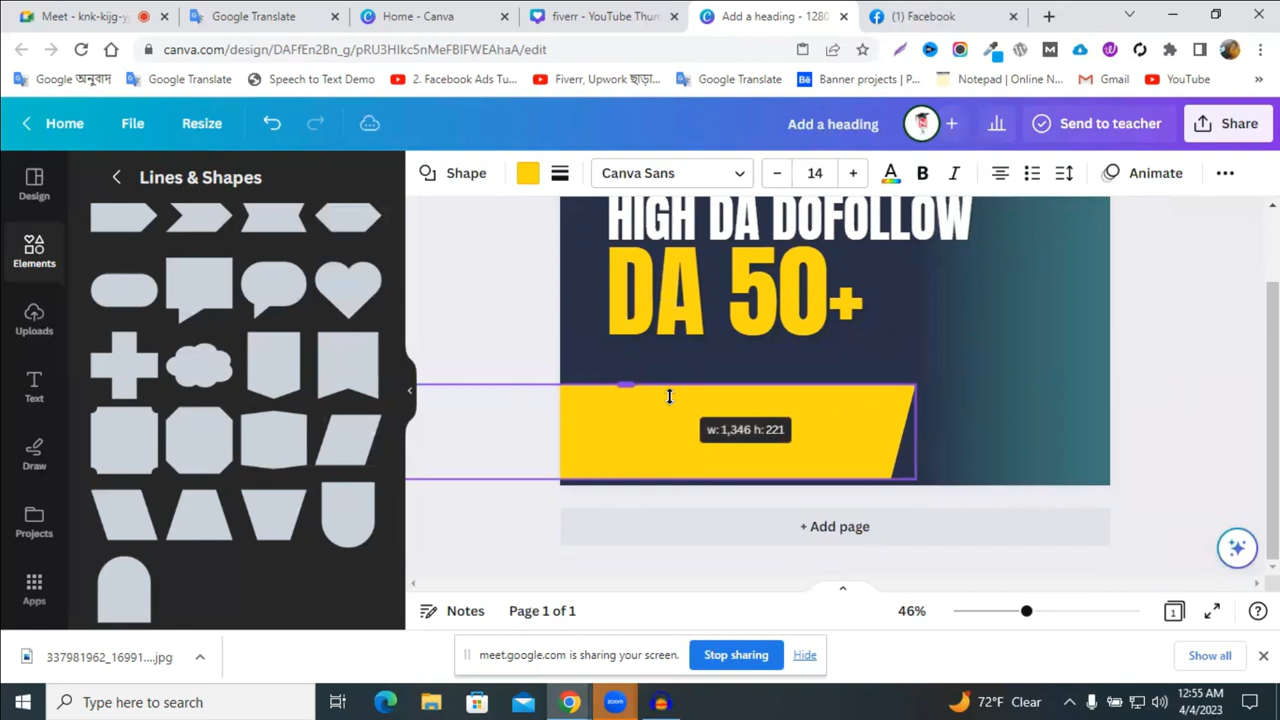 Meet - knk-kijg-y
Google Translate
Home - Canva
fiverr - YouTube Thum
Add a heading - 1280
(1) Facebook
canva.com/design/DAffEn2Bn_g/pRU3HIkc5nMeFBlFWEAhaA/edit
Google অনুবাদ
Google Translate
Speech to Text Demo
2. Facebook Ads Tu...
Fiverr, Upwork ছাড়া...
Google Translate
Banner projects | P...
Notepad | Online N...
Gmail
YouTube
Home
File
Resize
Add a heading
Send to teacher
Share
Design
Elements
Uploads
Text
Draw
Projects
Apps
Lines & Shapes
Shape
Canva Sans
14
A
B
I
Animate
HIGH DA DOFOLLOW
DA 50+
w: 1,346 h: 221
+ Add page
Notes
Page 1 of 1
46%
1
337981962_16991....jpg
meet.google.com is sharing your screen.
Stop sharing
Hide
Show all
Type here to search
zoom
72°F Clear
12:55 AM
4/4/2023